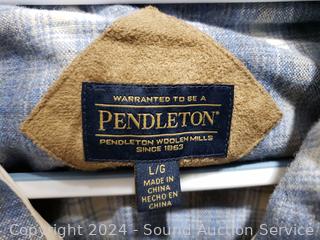 WARRANTED TO BE A
PENDLETON®
PENDLETON WOOLEN MILLS
SINCE 1863
L/G
MADE IN
CHINA
HECHO EN
CHINA
Copyright 2024 - Sound Auction Service